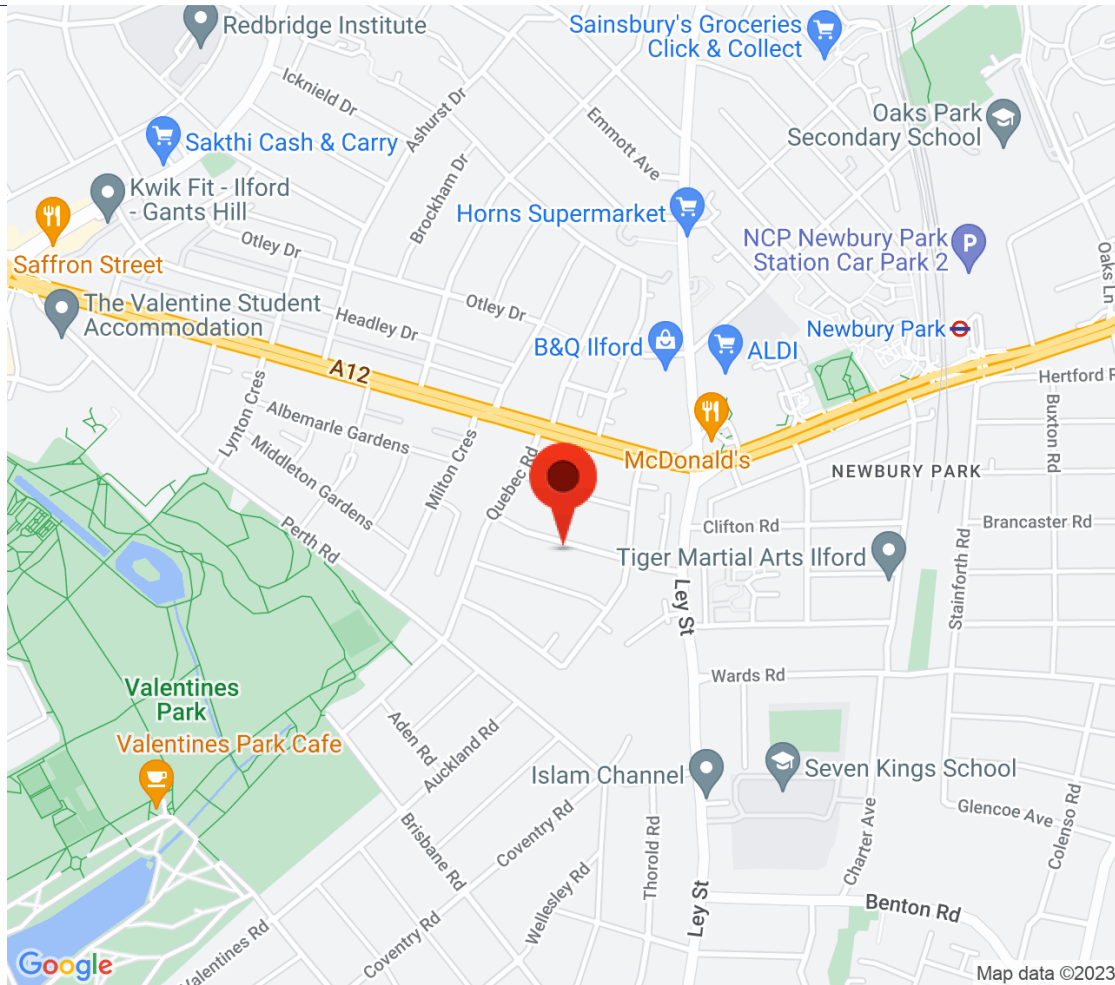 Redbridge Institute
Sainsbury's Groceries
Click & Collect
Icknield Dr
Ashurst Dr
Emmott Ave
Oaks Park
Secondary School
Sakthi Cash & Carry
Brockham Dr
Kwik Fit - Ilford
- Gants Hill
Horns Supermarket
NCP Newbury Park
Station Car Park 2
Otley Dr
Saffron Street
Oaks Ln
The Valentine Student
Accommodation
Otley Dr
Headley Dr
Newbury Park
B&Q Ilford
ALDI
A12
Hertford R
Lynton Cres
Albemarle Gardens
Buxton Rd
Middleton Gardens
Milton Cres
Quebec Rd
McDonald's
NEWBURY PARK
Perth Rd
Clifton Rd
Brancaster Rd
Tiger Martial Arts Ilford
Stainforth Rd
Ley St
Wards Rd
Valentines
Park
Aden Rd
Auckland Rd
Valentines Park Cafe
Islam Channel
Seven Kings School
Glencoe Ave
Colenso Rd
Brisbane Rd
Coventry Rd
Thorold Rd
Charter Ave
Wellesley Rd
Ley St
Benton Rd
Valentines Rd
Coventry Rd
Google
Map data ©2023